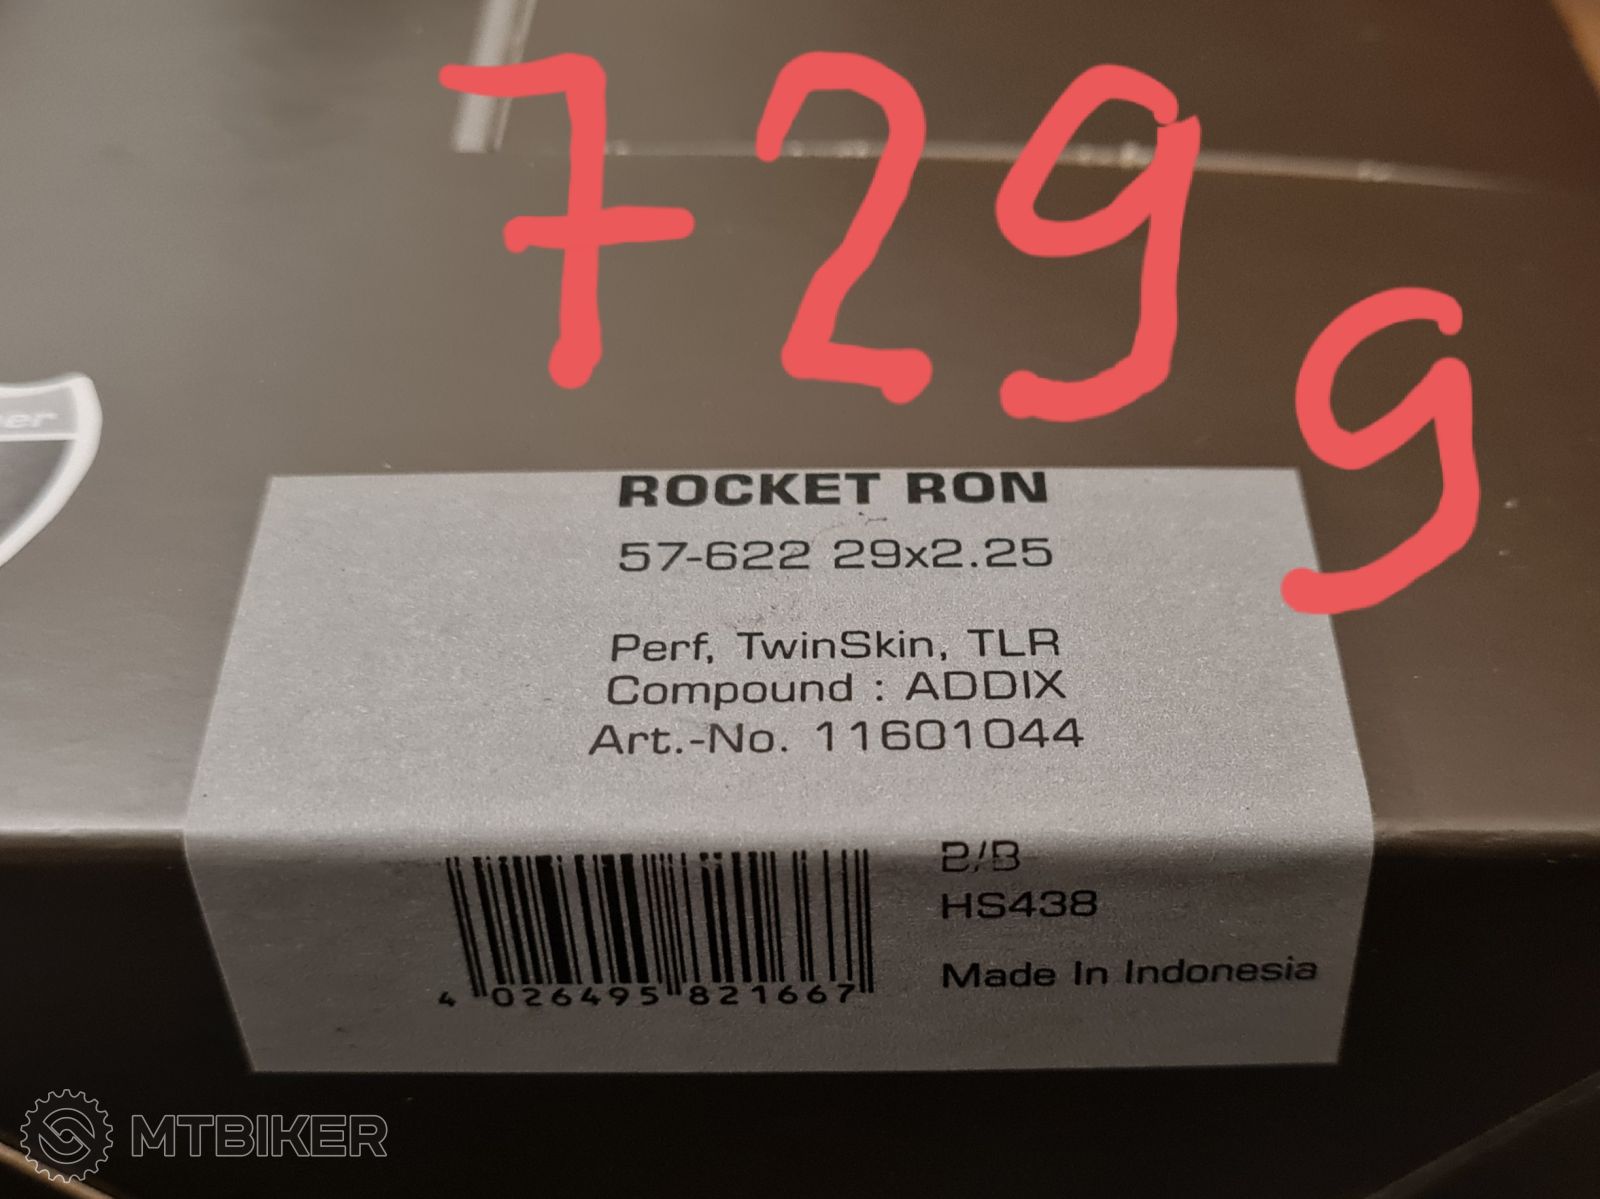 729 g
ROCKET RON
57-622 29x2.25
Perf, TwinSkin, TLR
Compound : ADDIX
Art.-No. 11601044
B/B
HS438
Made In Indonesia
4 026495 821667
MTBIKER